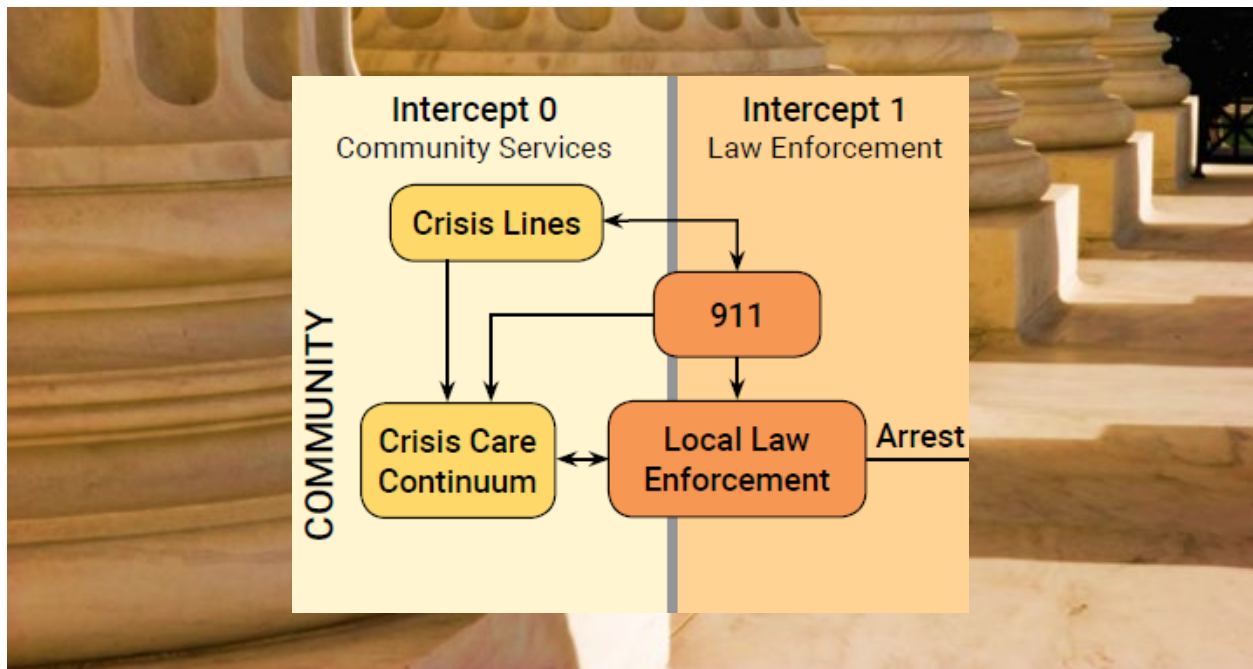 Intercept 0
Community Services
Intercept 1
Law Enforcement
Crisis Lines
911
COMMUNITY
Crisis Care
Continuum
Local Law
Enforcement
Arrest